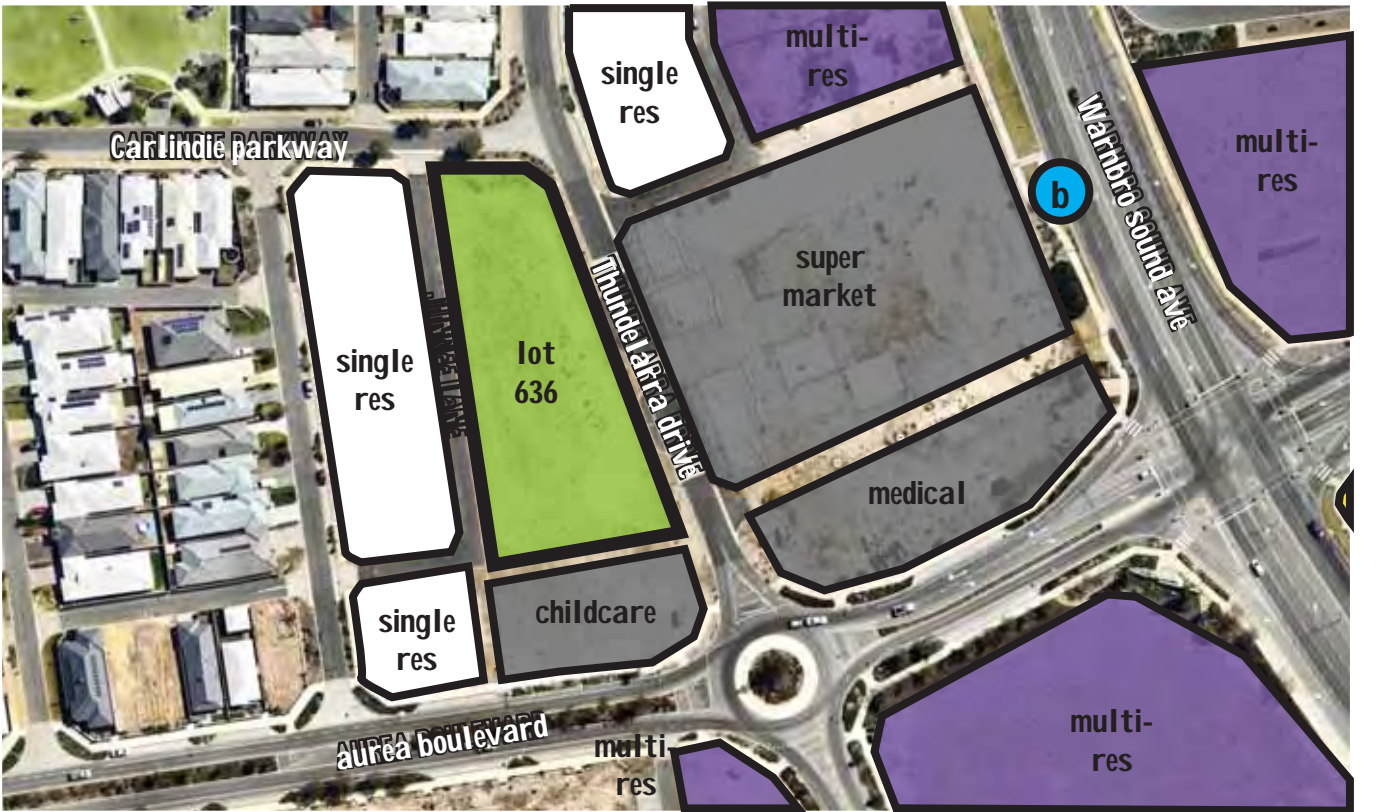 multi-
res
single
res
Carlindie parkway
multi-
res
b
Warnbro sound ave
super
market
Thundelarra drive
lot
636
single
res
medical
childcare
single
res
aurea boulevard
multi-
res
multi-
res